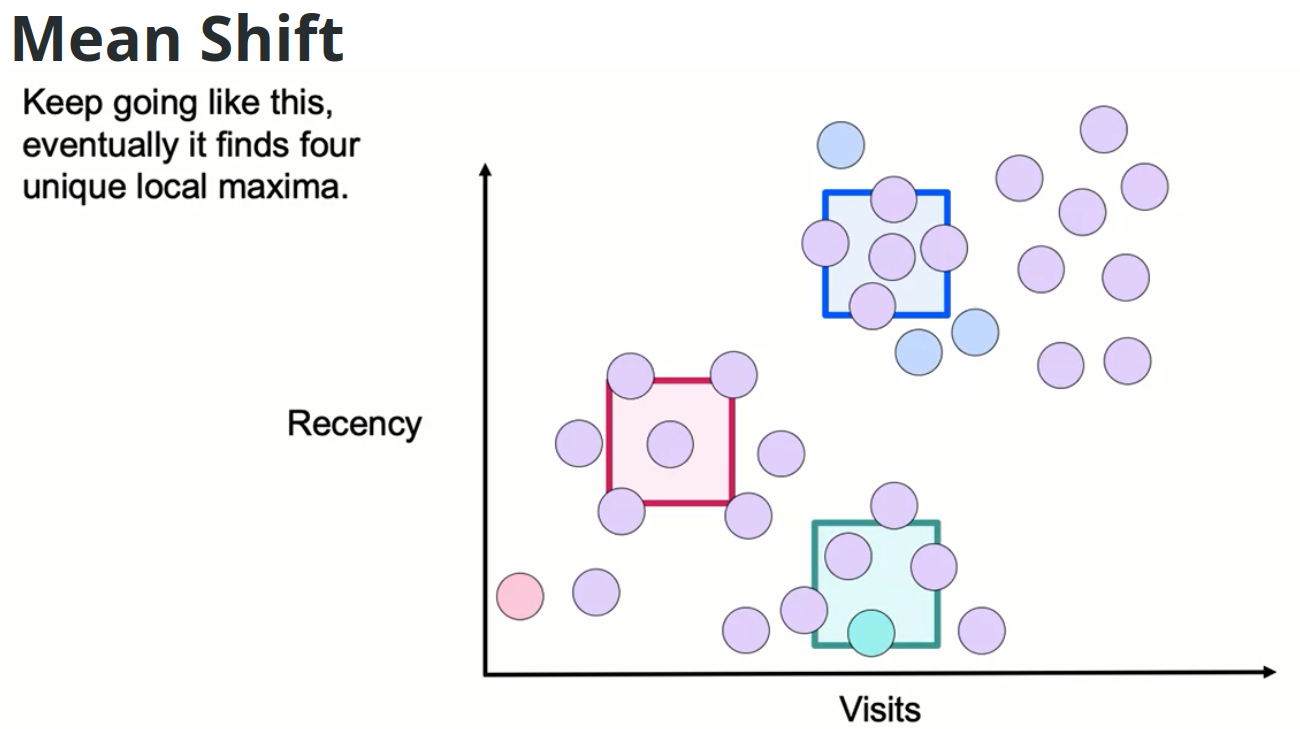 Mean Shift
Keep going like this,
eventually it finds four
unique local maxima.
Recency
Visits